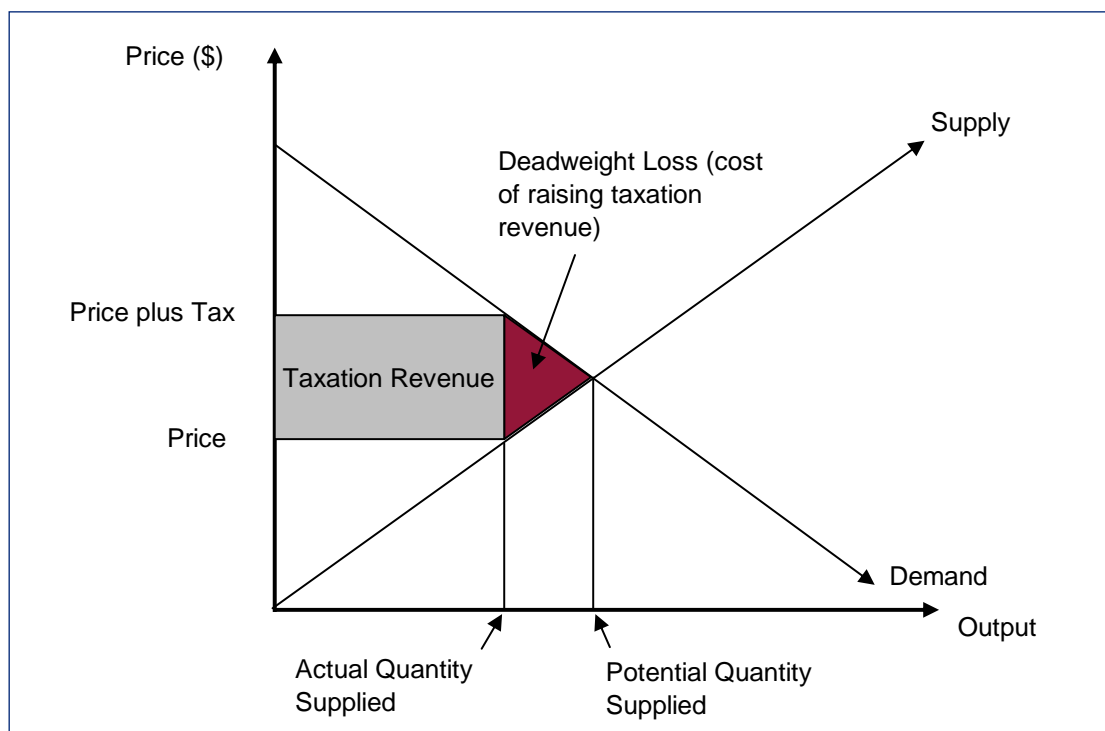 Price ($)
Supply
Deadweight Loss (cost
of raising taxation
revenue)
Price plus Tax
Taxation Revenue
Price
Demand
Output
Actual Quantity
Supplied
Potential Quantity
Supplied